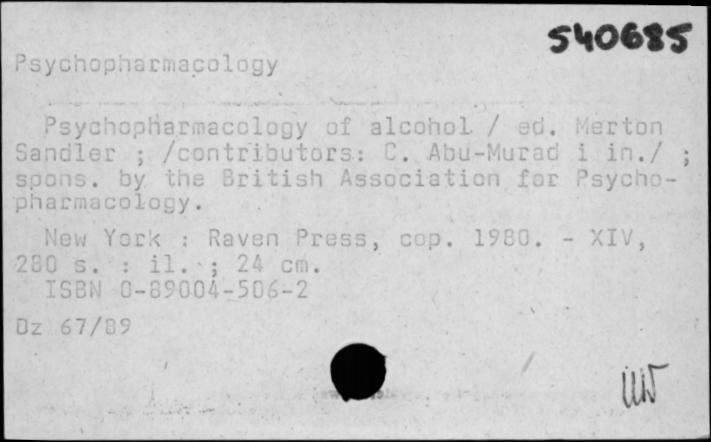 540685
Psychopharmacology
Psychopharmacology of alcohol / ed. Merton
Sandler ; /contributors: C. Abu-Murad i in./ ;
spons. by the British Association for Psycho-
pharmacology.
New York : Raven Press, cop. 1980. - XIV,
280 s. : il. ; 24 cm.
ISBN 0-89004-506-2
Dz 67/89